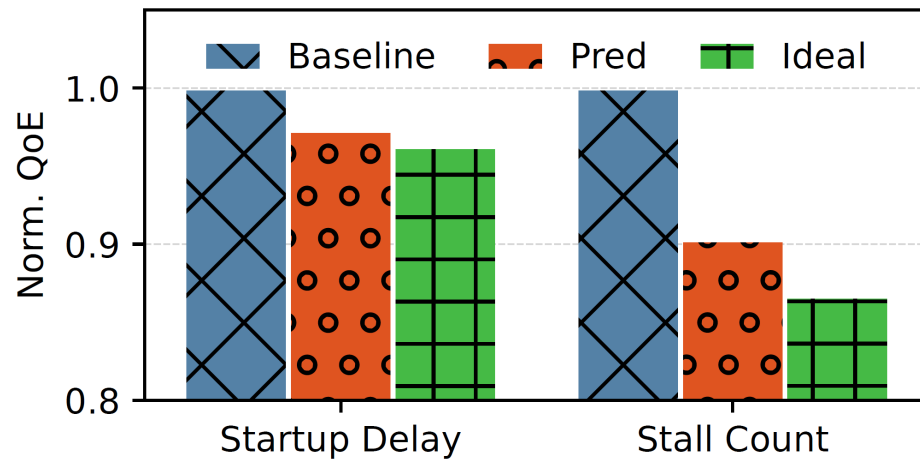 Baseline Pred Ideal
Norm. QoE
1.0
0.9
0.8
Startup Delay Stall Count